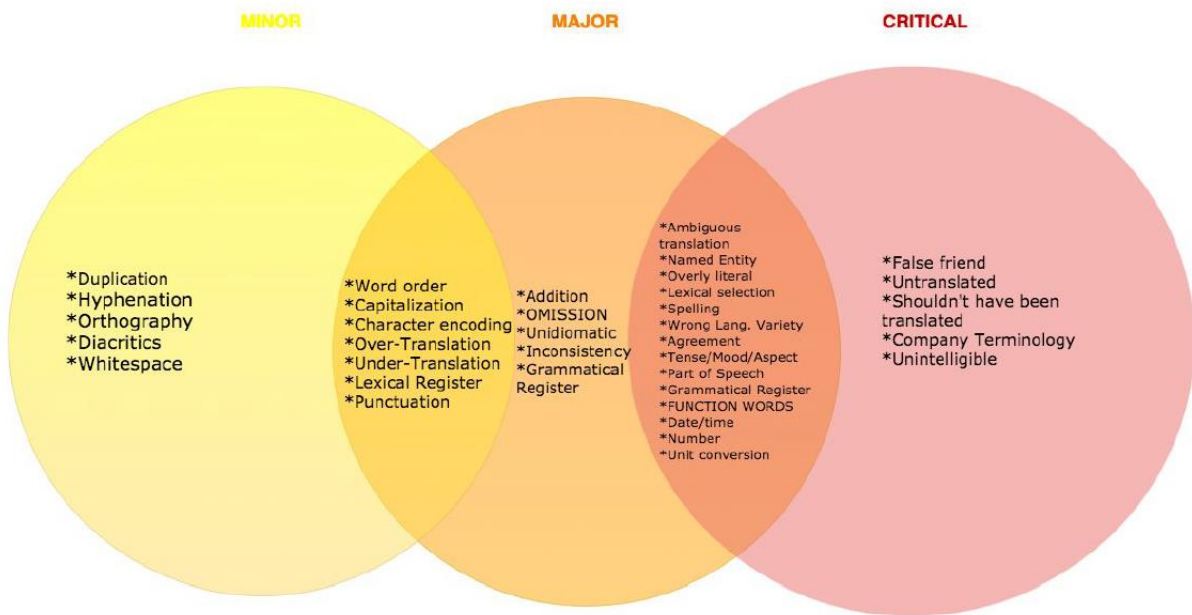 MINOR
MAJOR
CRITICAL
*Duplication
*Hyphenation
*Orthography
*Diacritics
*Whitespace
*Word order
*Capitalization
*Character encoding
*Over-Translation
*Under-Translation
*Lexical Register
*Punctuation
*Addition
*OMISSION
*Unidiomatic
*Inconsistency
*Grammatical
Register
*Ambiguous
translation
*Named Entity
*Overly literal
*Lexical selection
*Spelling
*Wrong Lang. Variety
*Agreement
*Tense/Mood/Aspect
*Part of Speech
*Grammatical Register
*FUNCTION WORDS
*Date/time
*Number
*Unit conversion
*False friend
*Untranslated
*Shouldn't have been
translated
*Company Terminology
*Unintelligible